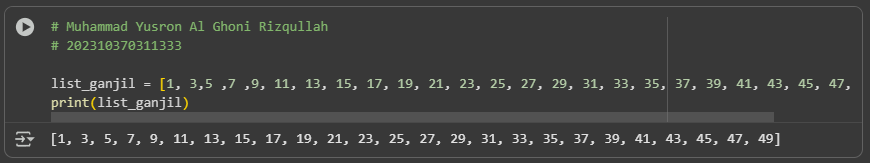 # Muhammad Yusron Al Ghoni Rizqullah
# 202310370311333
list_ganjil = [1, 3,5 ,7 ,9, 11, 13, 15, 17, 19, 21, 23, 25, 27, 29, 31, 33, 35, 37, 39, 41, 43, 45, 47,
print(list_ganjil)
[1, 3, 5, 7, 9, 11, 13, 15, 17, 19, 21, 23, 25, 27, 29, 31, 33, 35, 37, 39, 41, 43, 45, 47, 49]